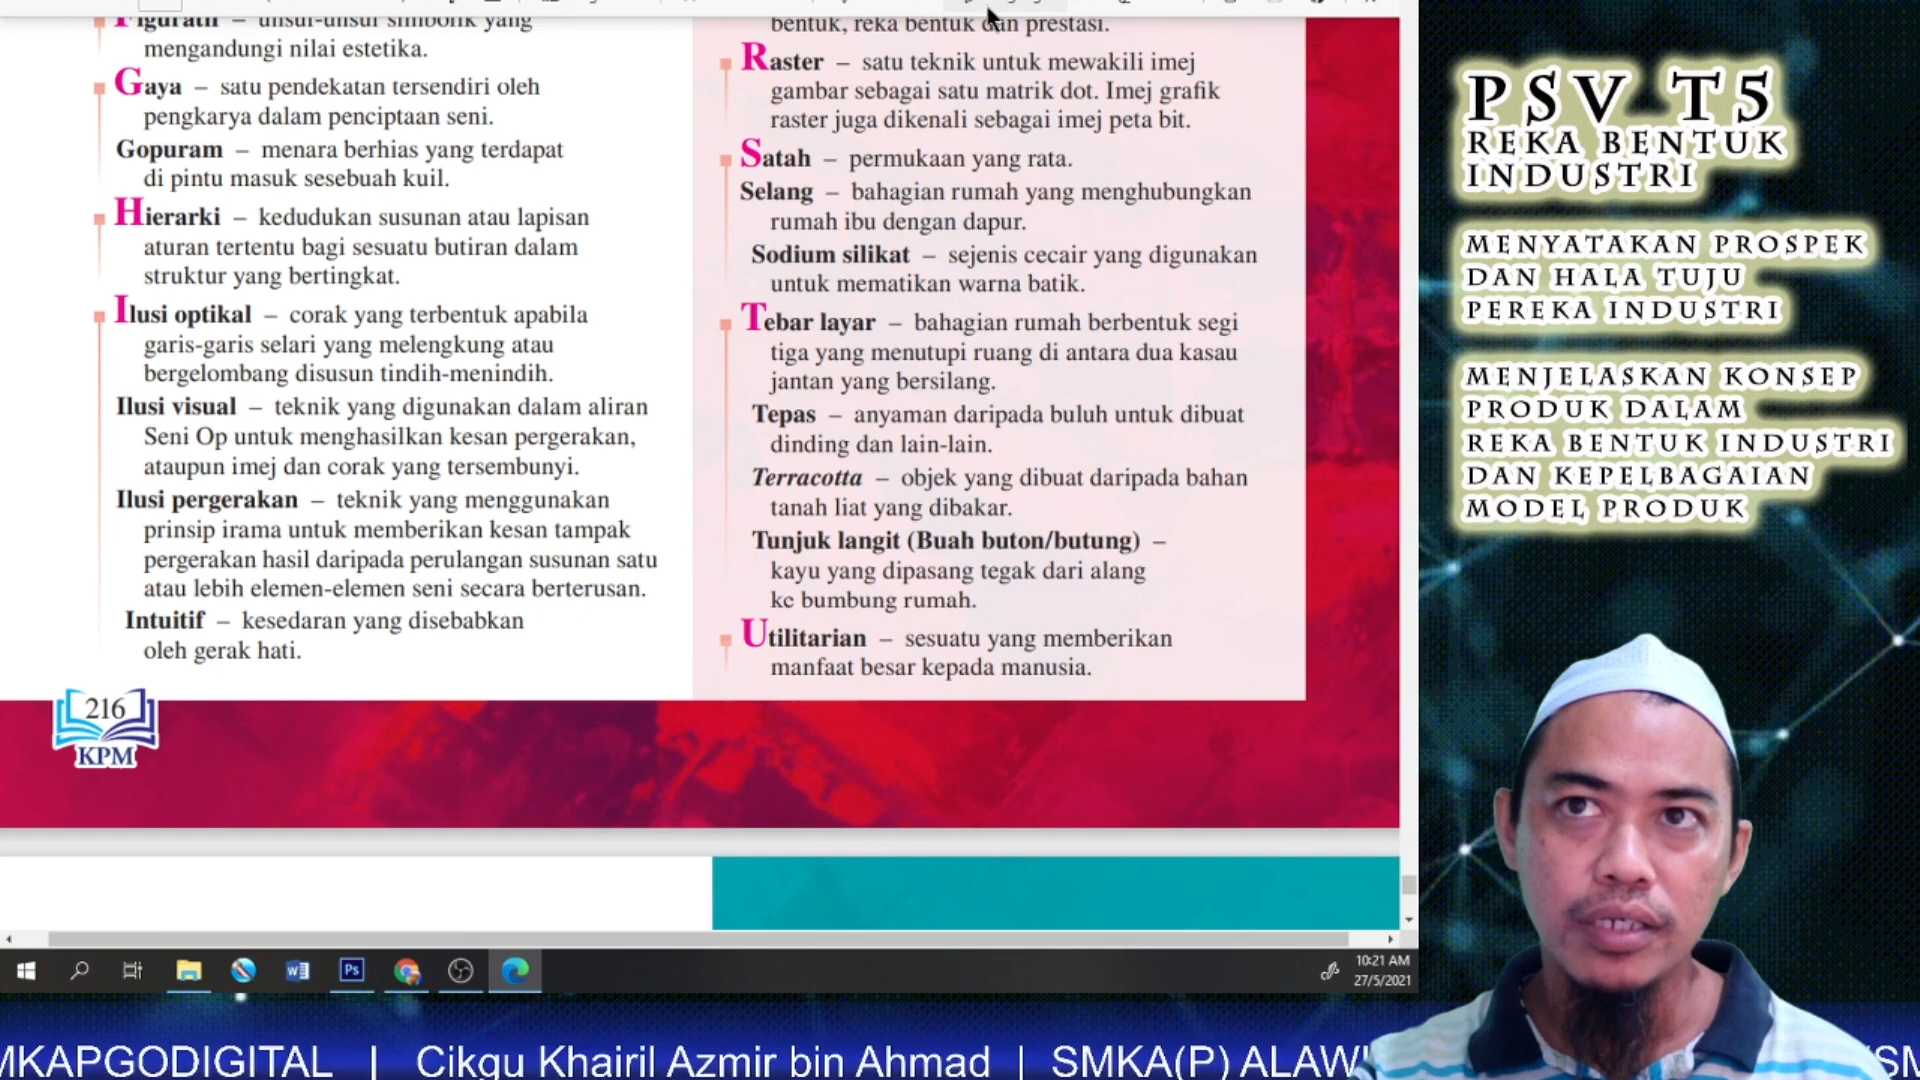 Figuratif – unsur-unsur simbolik yang
mengandungi nilai estetika.
Gaya – satu pendekatan tersendiri oleh
pengkarya dalam penciptaan seni.
Gopuram – menara berhias yang terdapat
di pintu masuk sesebuah kuil.
Hierarki – kedudukan susunan atau lapisan
aturan tertentu bagi sesuatu butiran dalam
struktur yang bertingkat.
Ilusi optikal – corak yang terbentuk apabila
garis-garis selari yang melengkung atau
bergelombang disusun tindih-menindih.
Ilusi visual – teknik yang digunakan dalam aliran
Seni Op untuk menghasilkan kesan pergerakan,
ataupun imej dan corak yang tersembunyi.
Ilusi pergerakan – teknik yang menggunakan
prinsip irama untuk memberikan kesan tampak
pergerakan hasil daripada perulangan susunan satu
atau lebih elemen-elemen seni secara berterusan.
Intuitif – kesedaran yang disebabkan
oleh gerak hati.
216
KPM
bentuk, reka bentuk dan prestasi.
Raster – satu teknik untuk mewakili imej
gambar sebagai satu matrik dot. Imej grafik
raster juga dikenali sebagai imej peta bit.
Satah – permukaan yang rata.
Selang – bahagian rumah yang menghubungkan
rumah ibu dengan dapur.
Sodium silikat – sejenis cecair yang digunakan
untuk mematikan warna batik.
Tebar layar – bahagian rumah berbentuk segi
tiga yang menutupi ruang di antara dua kasau
jantan yang bersilang.
Tepas – anyaman daripada buluh untuk dibuat
dinding dan lain-lain.
Terracotta – objek yang dibuat daripada bahan
tanah liat yang dibakar.
Tunjuk langit (Buah buton/butung) –
kayu yang dipasang tegak dari alang
ke bumbung rumah.
Utilitarian – sesuatu yang memberikan
manfaat besar kepada manusia.
PSV T5
REKA BENTUK
INDUSTRI
MENYATAKAN PROSPEK
DAN HALA TUJU
PEREKA INDUSTRI
MENJELASKAN KONSEP
PRODUK DALAM
REKA BENTUK INDUSTRI
DAN KEPELBAGAIAN
MODEL PRODUK
Ps
10:21 AM
27/5/2021
MKAPGODIGITAL | Cikgu Khairil Azmir bin Ahmad | SMKA(P) ALAWI